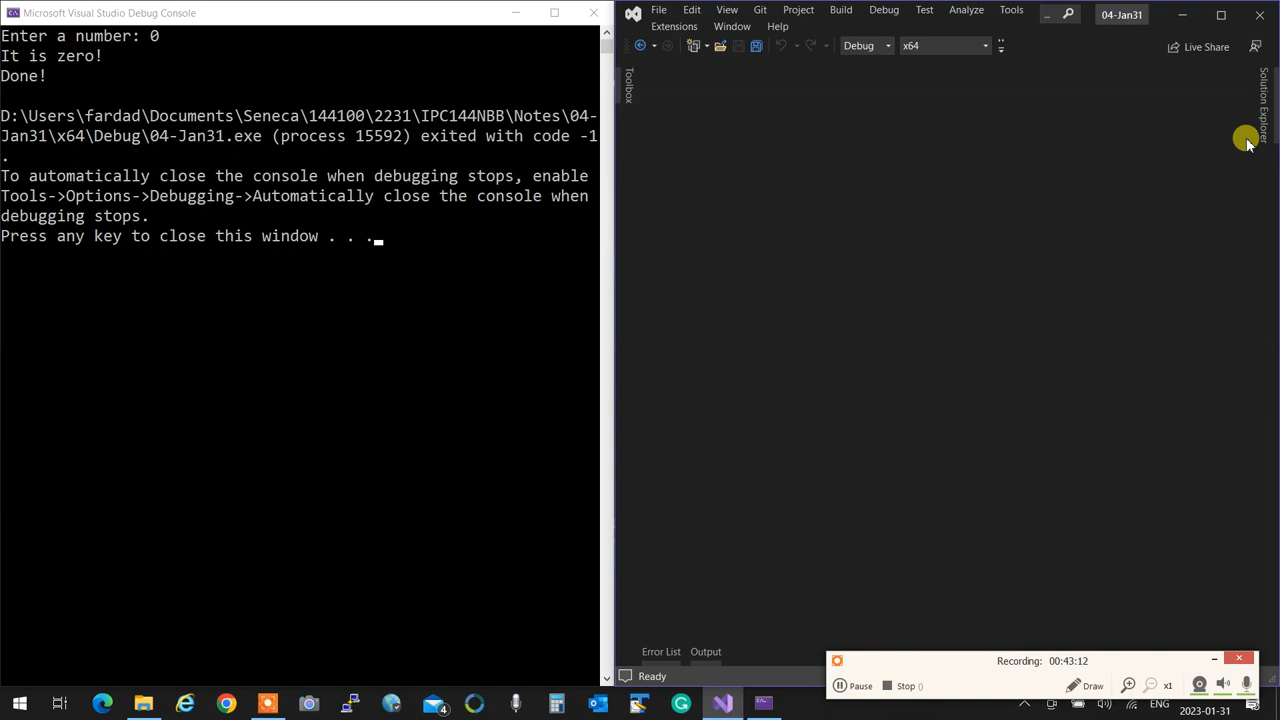 Microsoft Visual Studio Debug Console
Enter a number: 0
It is zero!
Done!
D:\Users\fardad\Documents\Seneca\144100\2231\IPC144NBB\Notes\04-
Jan31\x64\Debug\04-Jan31.exe (process 15592) exited with code -1
.
To automatically close the console when debugging stops, enable
Tools->Options->Debugging->Automatically close the console when
debugging stops.
Press any key to close this window . . .
File Edit View Git Project Build Debug Test Analyze Tools ... 04-Jan31
Extensions Window Help
Debug x64 Live Share
Toolbox
Solution Explorer
Error List Output
Ready
Recording: 00:43:12
Pause Stop () Draw x1
4 ENG 2023-01-31